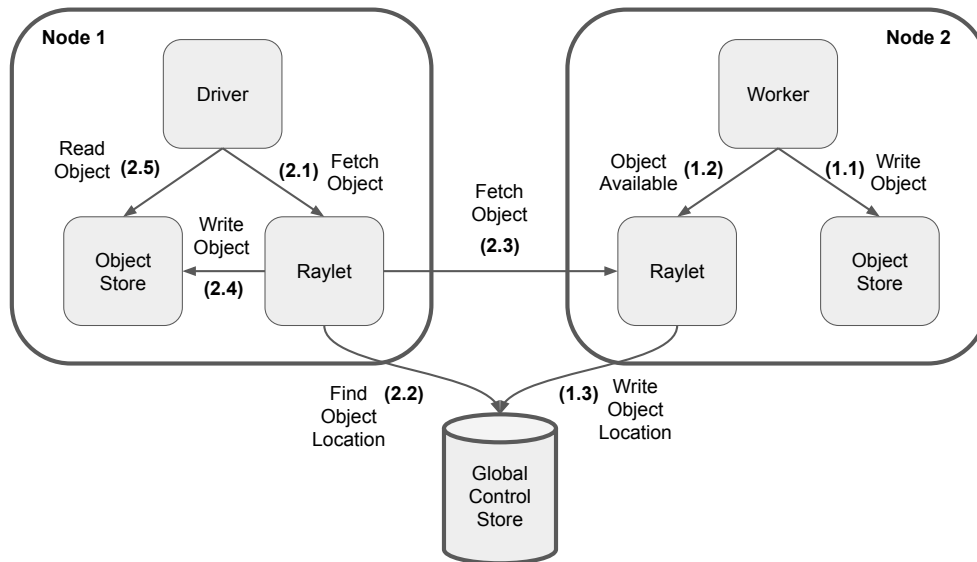 Node 1
Node 2
Driver
Worker
Read
Object
(2.5)
(2.1)
Fetch
Object
Object
Available
(1.2)
(1.1)
Write
Object
Fetch
Object
(2.3)
Write
Object
(2.4)
Object
Store
Raylet
Raylet
Object
Store
Find
Object
Location
(2.2)
(1.3)
Write
Object
Location
Global
Control
Store